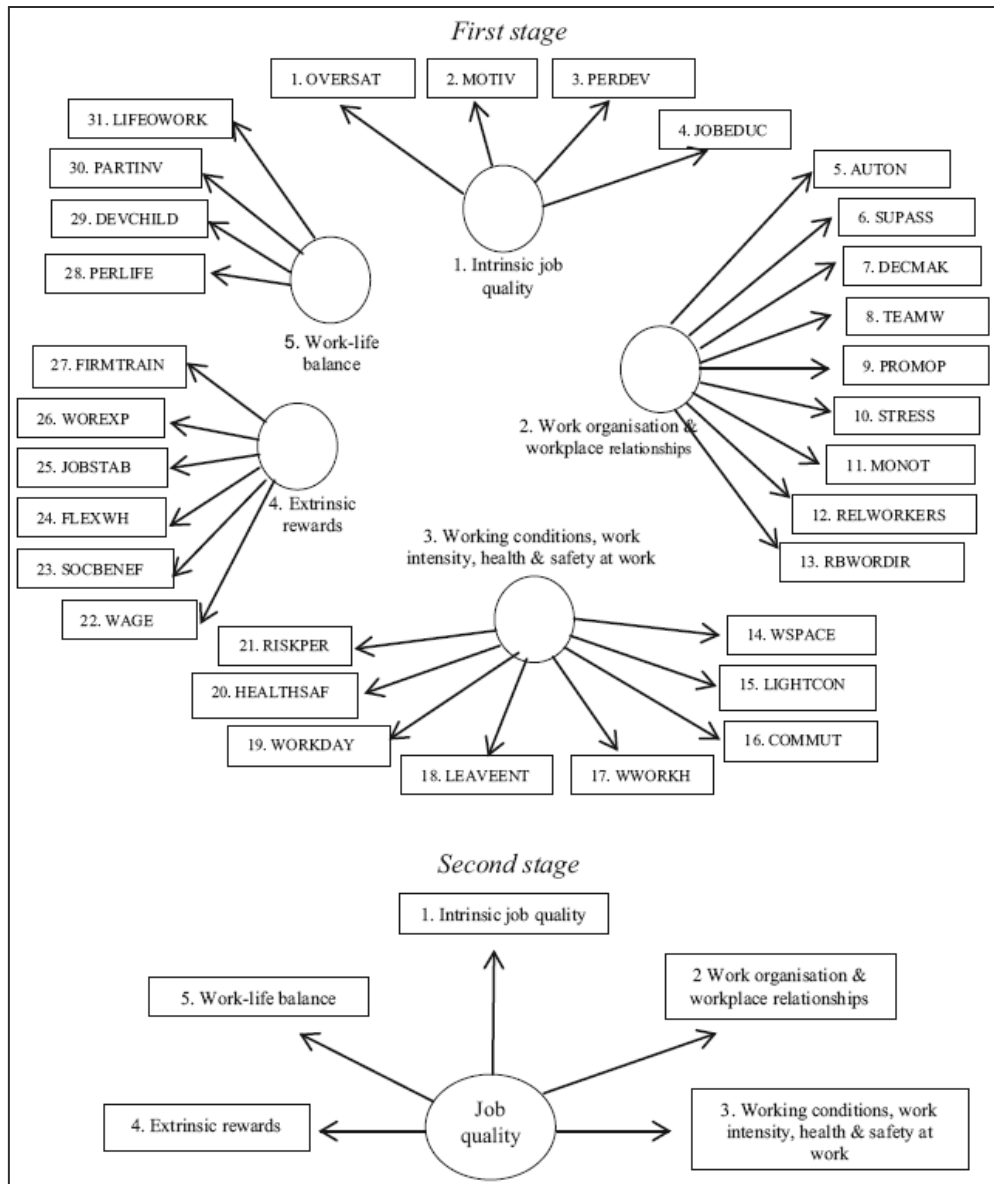 First stage
1. OVERSAT
2. MOTIV
3. PERDEV
4. JOBEDUC
31. LIFEOWORK
30. PARTINV
29. DEVCHILD
28. PERLIFE
1. Intrinsic job
quality
5. Work-life
balance
5. AUTON
6. SUPASS
7. DECMAK
8. TEAMW
9. PROMOP
10. STRESS
11. MONOT
12. RELWORKERS
13. RBWORDIR
2. Work organisation &
workplace relationships
27. FIRMTRAIN
26. WOREXP
25. JOBSTAB
24. FLEXWH
23. SOCBENEF
22. WAGE
4. Extrinsic
rewards
3. Working conditions, work
intensity, health & safety at work
21. RISKPER
20. HEALTHSAF
19. WORKDAY
18. LEAVEENT
17. WWORKH
16. COMMUT
15. LIGHTCON
14. WSPACE
Second stage
1. Intrinsic job quality
5. Work-life balance
2 Work organisation &
workplace relationships
4. Extrinsic rewards
Job
quality
3. Working conditions, work
intensity, health & safety at
work